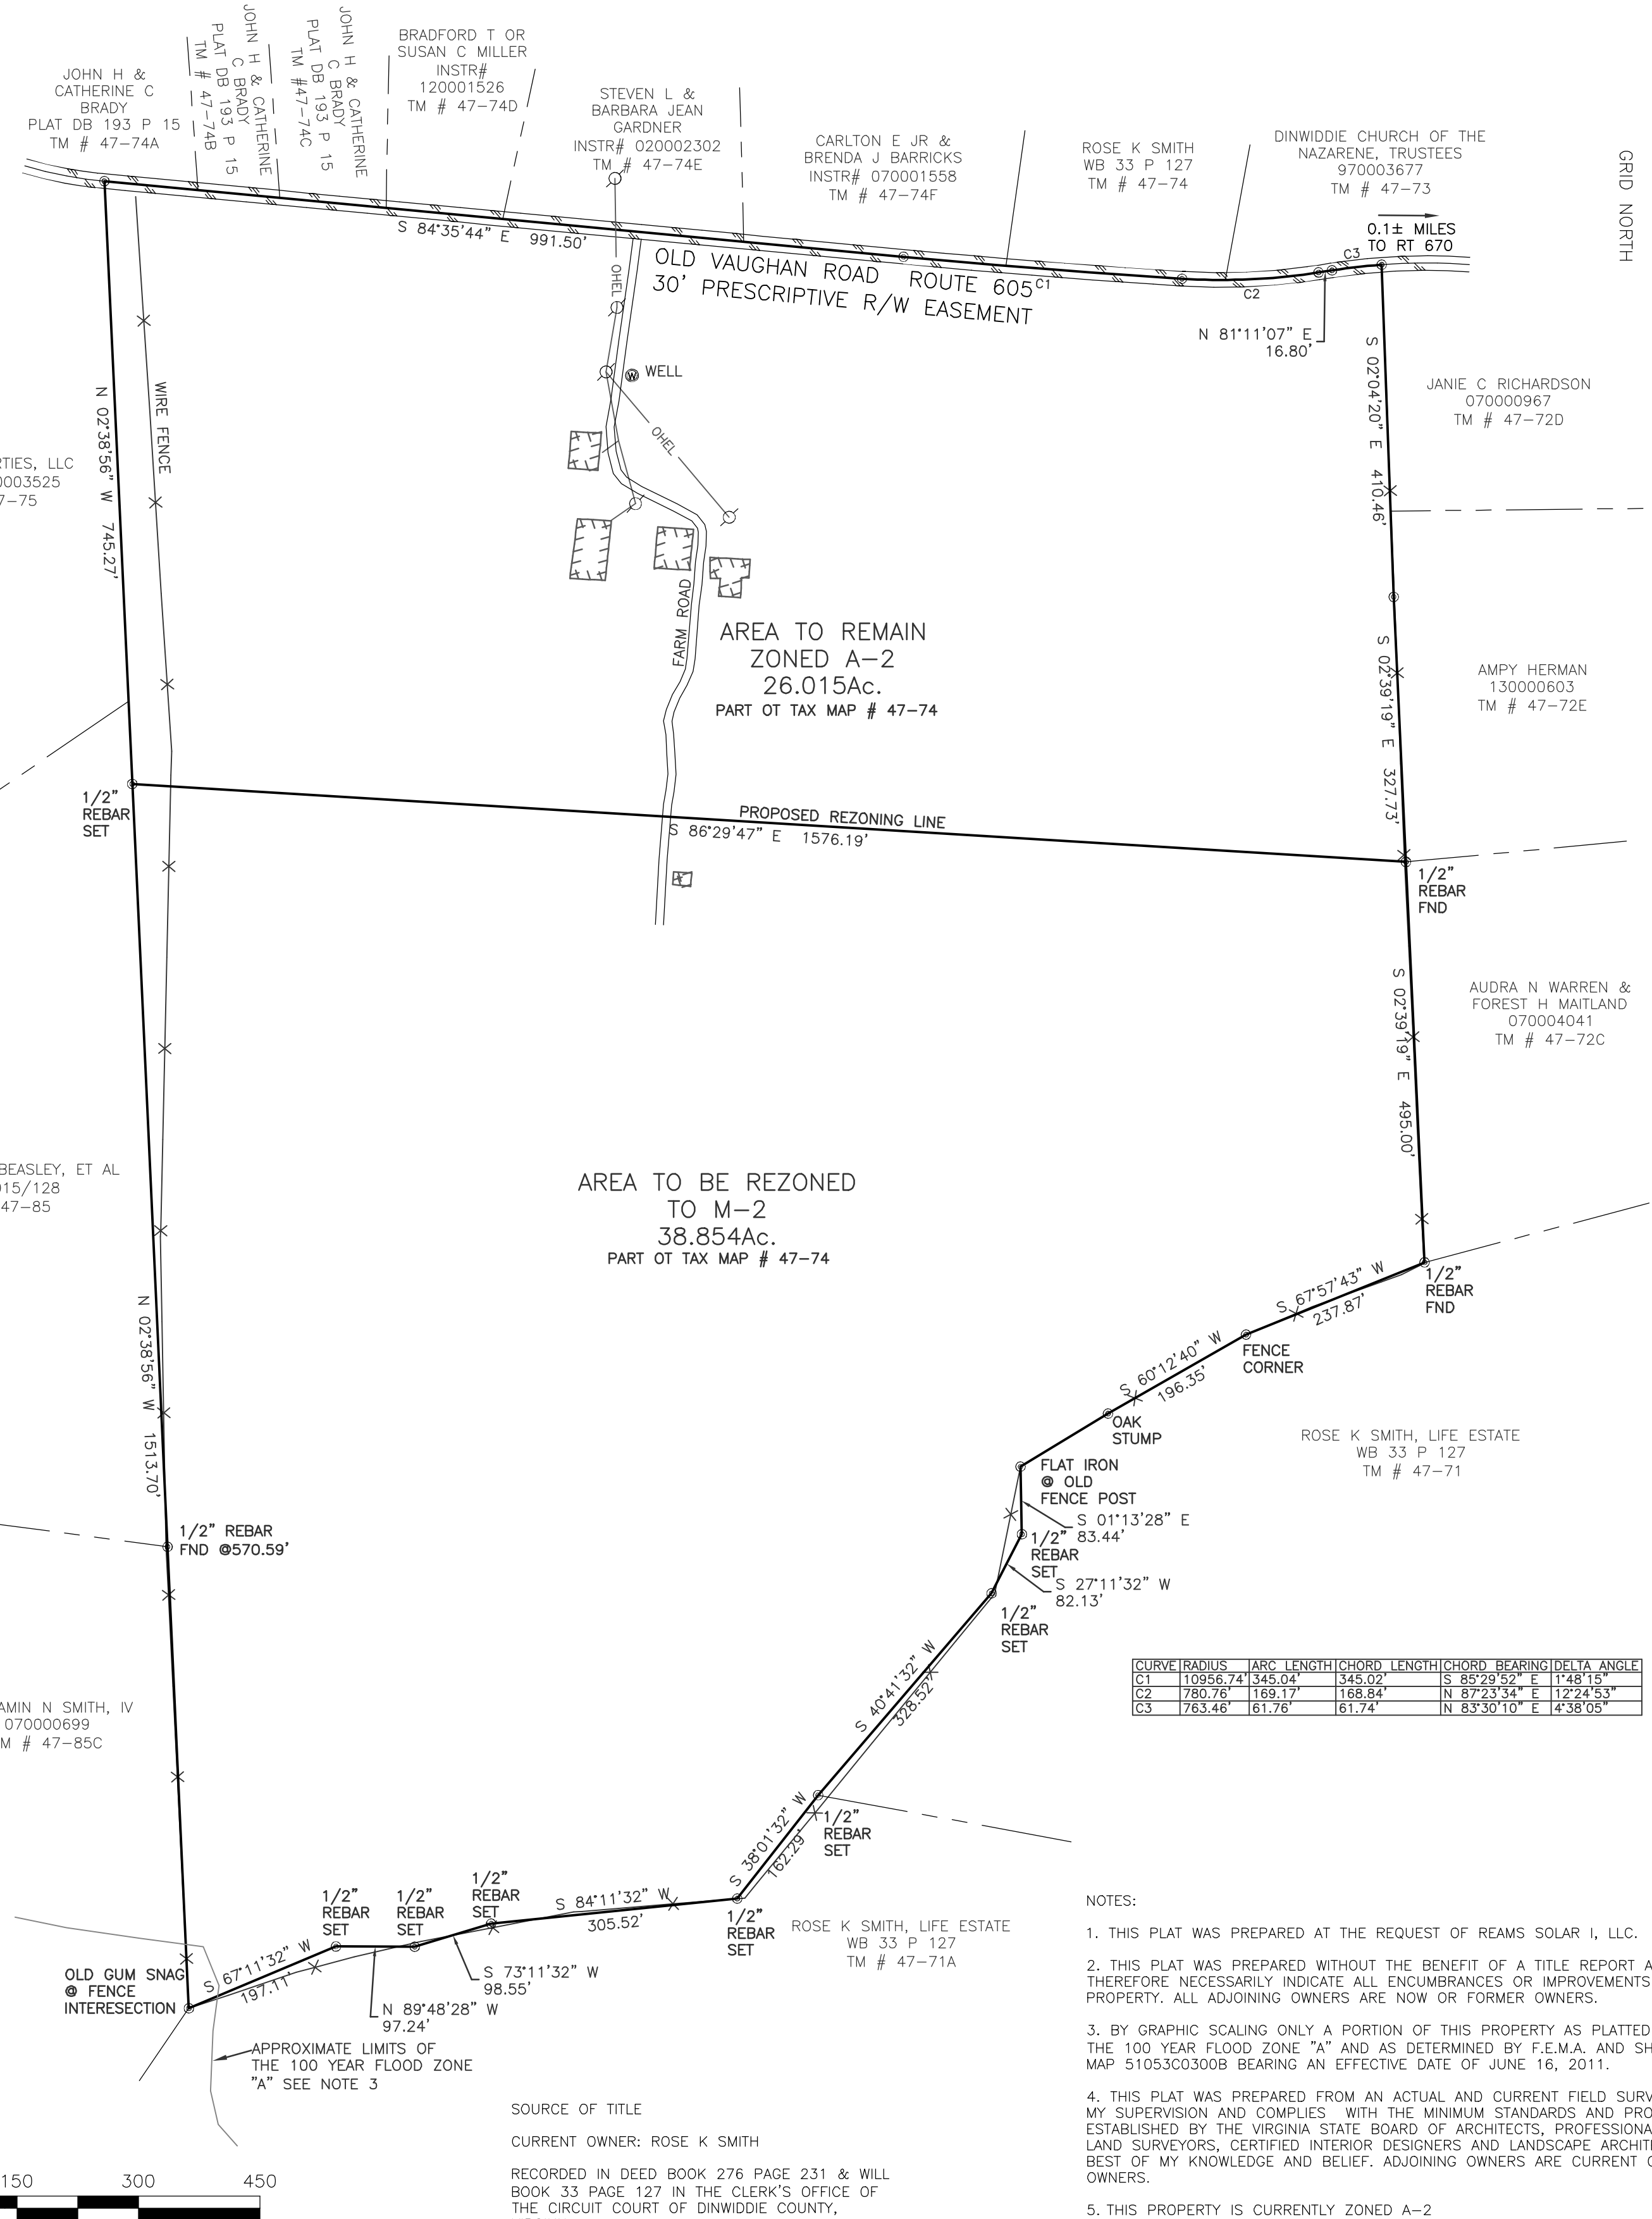 JOHN H &
CATHERINE C
BRADY
PLAT DB 193 P 15
TM # 47-74A
JOHN H & CATHERINE
C BRADY
PLAT DB 193 P 15
TM # 47-74B
JOHN H & CATHERINE
C BRADY
PLAT DB 193 P 15
TM #47-74C
BRADFORD T OR
SUSAN C MILLER
INSTR#
120001526
TM # 47-74D
STEVEN L &
BARBARA JEAN
GARDNER
INSTR# 020002302
TM # 47-74E
CARLTON E JR &
BRENDA J BARRICKS
INSTR# 070001558
TM # 47-74F
ROSE K SMITH
WB 33 P 127
TM # 47-74
DINWIDDIE CHURCH OF THE
NAZARENE, TRUSTEES
970003677
TM # 47-73
GRID NORTH
0.1± MILES
TO RT 670
S 84°35'44" E 991.50'
OLD VAUGHAN ROAD ROUTE 605
30' PRESCRIPTIVE R/W EASEMENT
C1
C2
C3
N 81°11'07" E
16.80'
OHEL
WELL
W
OHEL
WIRE FENCE
N 02°38'56" W 745.27'
S 02°04'20" E 410.46'
JANIE C RICHARDSON
070000967
TM # 47-72D
TIES, LLC
0003525
7-75
FARM ROAD
AREA TO REMAIN
ZONED A-2
26.015Ac.
PART OT TAX MAP # 47-74
S 02°39'19" E 327.73'
AMPY HERMAN
130000603
TM # 47-72E
1/2"
REBAR
SET
PROPOSED REZONING LINE
S 86°29'47" E 1576.19'
1/2"
REBAR
FND
S 02°39'19" E 495.00'
AUDRA N WARREN &
FOREST H MAITLAND
070004041
TM # 47-72C
BEASLEY, ET AL
15/128
47-85
AREA TO BE REZONED
TO M-2
38.854Ac.
PART OT TAX MAP # 47-74
N 02°38'56" W 1513.70'
1/2"
REBAR
FND
S 67°57'43" W
237.87'
FENCE
CORNER
S 60°12'40" W
196.35'
OAK
STUMP
ROSE K SMITH, LIFE ESTATE
WB 33 P 127
TM # 47-71
FLAT IRON
@ OLD
FENCE POST
S 01°13'28" E
83.44'
1/2"
REBAR
SET
S 27°11'32" W
82.13'
1/2"
REBAR
SET
1/2" REBAR
FND @570.59'
S 40°41'32" W
328.52'
CURVE RADIUS ARC LENGTH CHORD LENGTH CHORD BEARING DELTA ANGLE
C1 10956.74' 345.04' 345.02' S 85°29'52" E 1°48'15"
C2 780.76' 169.17' 168.84' N 87°23'34" E 12°24'53"
C3 763.46' 61.76' 61.74' N 83°30'10" E 4°38'05"
AMIN N SMITH, IV
070000699
M # 47-85C
1/2"
REBAR
SET
S 38°01'32" W
162.29'
1/2"
REBAR
SET
1/2"
REBAR
SET
1/2"
REBAR
SET
S 84°11'32" W
305.52'
1/2"
REBAR
SET
ROSE K SMITH, LIFE ESTATE
WB 33 P 127
TM # 47-71A
S 73°11'32" W
98.55'
N 89°48'28" W
97.24'
S 67°11'32" W
197.11'
OLD GUM SNAG
@ FENCE
INTERESECTION
APPROXIMATE LIMITS OF
THE 100 YEAR FLOOD ZONE
"A" SEE NOTE 3
150 300 450
SOURCE OF TITLE
CURRENT OWNER: ROSE K SMITH
RECORDED IN DEED BOOK 276 PAGE 231 & WILL
BOOK 33 PAGE 127 IN THE CLERK'S OFFICE OF
THE CIRCUIT COURT OF DINWIDDIE COUNTY,
NOTES:
1. THIS PLAT WAS PREPARED AT THE REQUEST OF REAMS SOLAR I, LLC.
2. THIS PLAT WAS PREPARED WITHOUT THE BENEFIT OF A TITLE REPORT A
THEREFORE NECESSARILY INDICATE ALL ENCUMBRANCES OR IMPROVEMENTS
PROPERTY. ALL ADJOINING OWNERS ARE NOW OR FORMER OWNERS.
3. BY GRAPHIC SCALING ONLY A PORTION OF THIS PROPERTY AS PLATTED
THE 100 YEAR FLOOD ZONE "A" AND AS DETERMINED BY F.E.M.A. AND SH
MAP 51053C0300B BEARING AN EFFECTIVE DATE OF JUNE 16, 2011.
4. THIS PLAT WAS PREPARED FROM AN ACTUAL AND CURRENT FIELD SURV
MY SUPERVISION AND COMPLIES WITH THE MINIMUM STANDARDS AND PRO
ESTABLISHED BY THE VIRGINIA STATE BOARD OF ARCHITECTS, PROFESSIONA
LAND SURVEYORS, CERTIFIED INTERIOR DESIGNERS AND LANDSCAPE ARCHIT
BEST OF MY KNOWLEDGE AND BELIEF. ADJOINING OWNERS ARE CURRENT O
OWNERS.
5. THIS PROPERTY IS CURRENTLY ZONED A-2